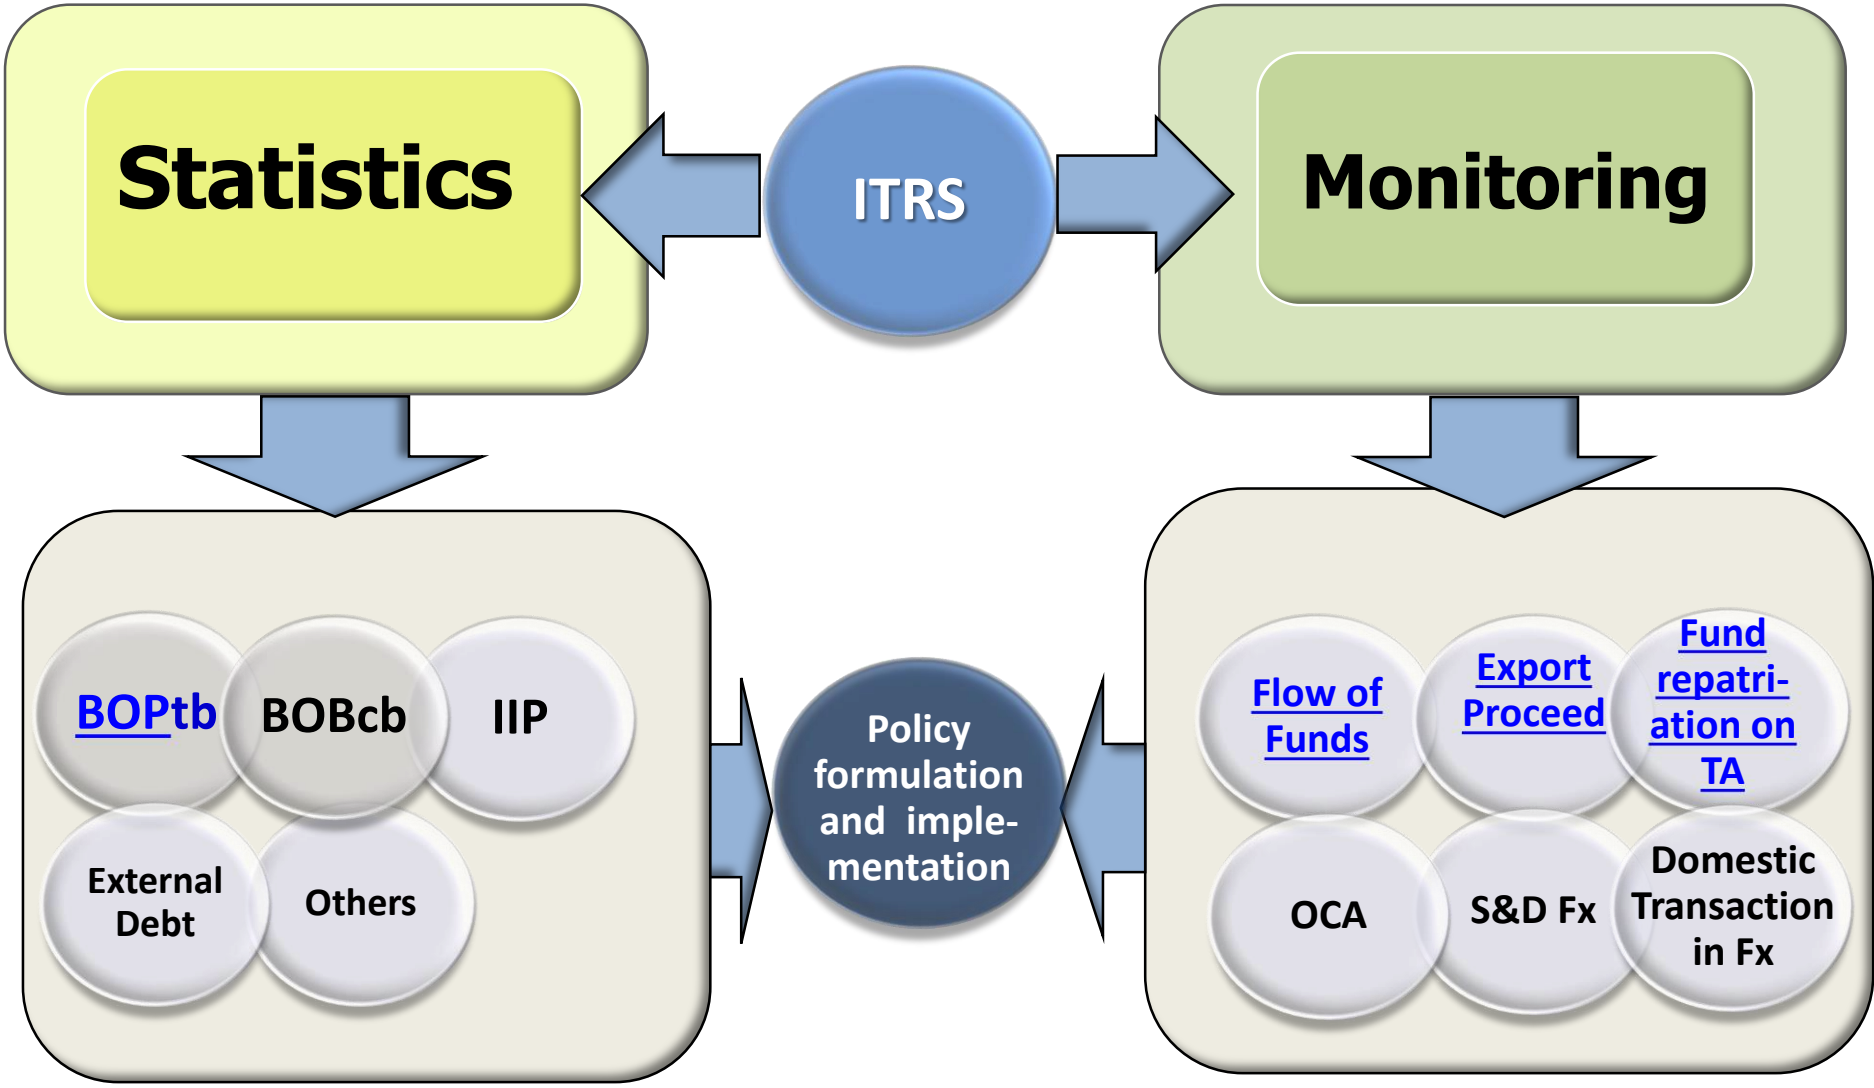 Statistics
ITRS
Monitoring
BOPtb
BOBcb
IIP
External
Debt
Others
Policy
formulation
and imple-
mentation
Flow of
Funds
Export
Proceed
Fund
repatri-
ation on
TA
OCA
S&D Fx
Domestic
Transaction
in Fx